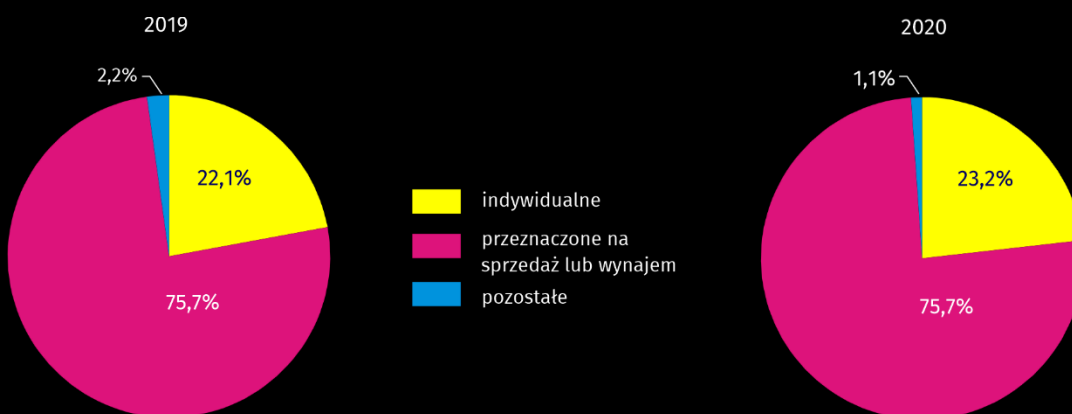 2019
2,2%
22,1%
75,7%
indywidualne
przeznaczone na
sprzedaż lub wynajem
pozostałe
2020
1,1%
23,2%
75,7%